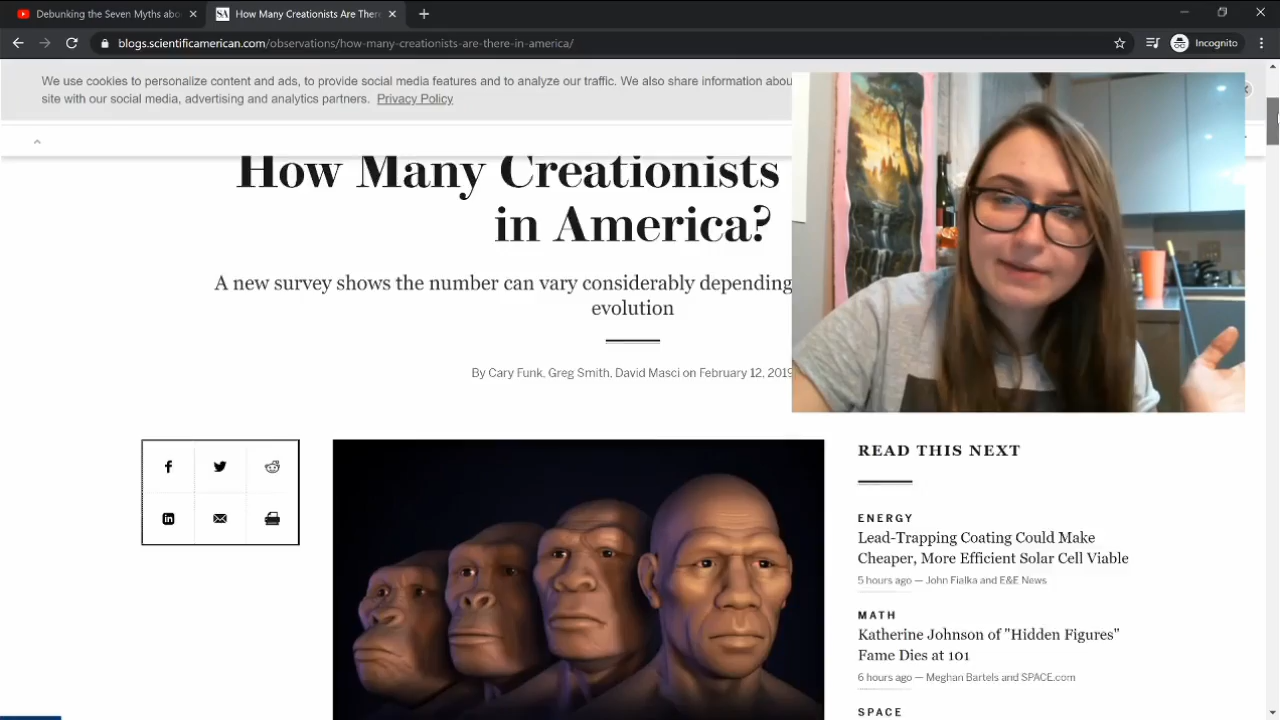 Debunking the Seven Myths abo
How Many Creationists Are Ther
blogs.scientificamerican.com/observations/how-many-creationists-are-there-in-america/
Incognito
We use cookies to personalize content and ads, to provide social media features and to analyze our traffic. We also share information abou
site with our social media, advertising and analytics partners. Privacy Policy
How Many Creationists
in America?
A new survey shows the number can vary considerably depending
evolution
By Cary Funk, Greg Smith, David Masci on February 12, 2019
READ THIS NEXT
ENERGY
Lead-Trapping Coating Could Make
Cheaper, More Efficient Solar Cell Viable
5 hours ago — John Fialka and E&E News
MATH
Katherine Johnson of "Hidden Figures"
Fame Dies at 101
6 hours ago — Meghan Bartels and SPACE.com
SPACE